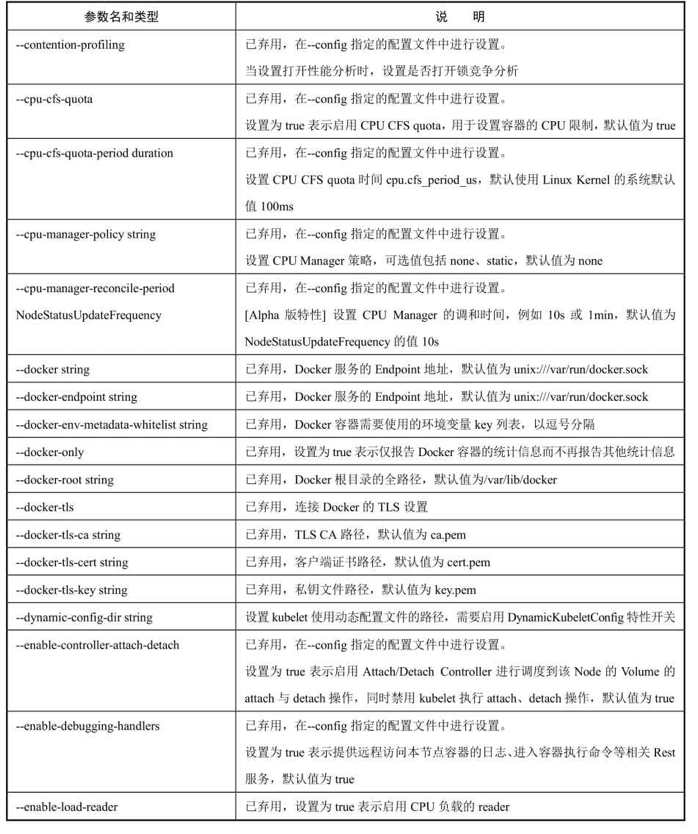 参数名和类型 说 明
--contention-profiling 已弃用，在--config 指定的配置文件中进行设置。
当设置打开性能分析时，设置是否打开锁竞争分析
--cpu-cfs-quota 已弃用，在--config 指定的配置文件中进行设置。
设置为 true 表示启用 CPU CFS quota，用于设置容器的 CPU 限制，默认值为 true
--cpu-cfs-quota-period duration 已弃用，在--config 指定的配置文件中进行设置。
设置 CPU CFS quota 时间 cpu.cfs_period_us，默认使用 Linux Kernel 的系统默认
值 100ms
--cpu-manager-policy string 已弃用，在--config 指定的配置文件中进行设置。
设置 CPU Manager 策略，可选值包括 none、static，默认值为 none
--cpu-manager-reconcile-period 已弃用，在--config 指定的配置文件中进行设置。
NodeStatusUpdateFrequency [Alpha 版特性] 设置 CPU Manager 的调和时间，例如 10s 或 1min，默认值为
NodeStatusUpdateFrequency 的值 10s
--docker string 已弃用，Docker 服务的 Endpoint 地址，默认值为 unix:///var/run/docker.sock
--docker-endpoint string 已弃用，Docker 服务的 Endpoint 地址，默认值为 unix:///var/run/docker.sock
--docker-env-metadata-whitelist string 已弃用，Docker 容器需要使用的环境变量 key 列表，以逗号分隔
--docker-only 已弃用，设置为 true 表示仅报告 Docker 容器的统计信息而不再报告其他统计信息
--docker-root string 已弃用，Docker 根目录的全路径，默认值为/var/lib/docker
--docker-tls 已弃用，连接 Docker 的 TLS 设置
--docker-tls-ca string 已弃用，TLS CA 路径，默认值为 ca.pem
--docker-tls-cert string 已弃用，客户端证书路径，默认值为 cert.pem
--docker-tls-key string 已弃用，私钥文件路径，默认值为 key.pem
--dynamic-config-dir string 设置 kubelet 使用动态配置文件的路径，需要启用 DynamicKubeletConfig 特性开关
--enable-controller-attach-detach 已弃用，在--config 指定的配置文件中进行设置。
设置为 true 表示启用 Attach/Detach Controller 进行调度到该 Node 的 Volume 的
attach 与 detach 操作，同时禁用 kubelet 执行 attach、detach 操作，默认值为 true
--enable-debugging-handlers 已弃用，在--config 指定的配置文件中进行设置。
设置为 true 表示提供远程访问本节点容器的日志、进入容器执行命令等相关 Rest
服务，默认值为 true
--enable-load-reader 已弃用，设置为 true 表示启用 CPU 负载的 reader